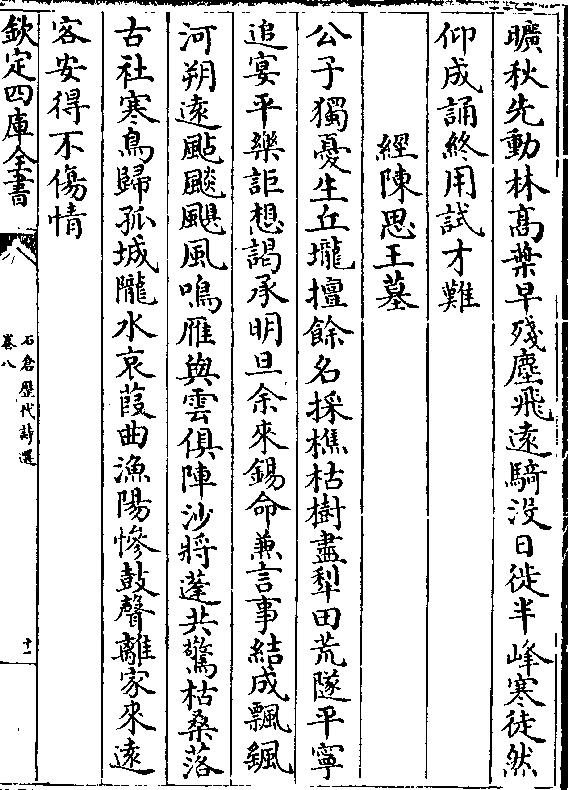 曠秋先動林髙葉早殘塵飛遠騎没日徙半峰寒徒然
仰成誦終用試才難
經陳思王墓
公子獨憂生丘壠擅餘名採樵枯樹盡犁田荒隧平寧
追宴平樂詎想謁承明旦余來錫命兼言事結成飄颻
河朔遠颭飈颶風鳴雁與雲俱陣沙將蓬共驚枯桑落
古社寒鳥歸孤城隴水哀葭曲漁陽慘鼓聲離家來逺
客安得不傷情
欽定四庫全書
石倉歷代詩選
卷八
十一